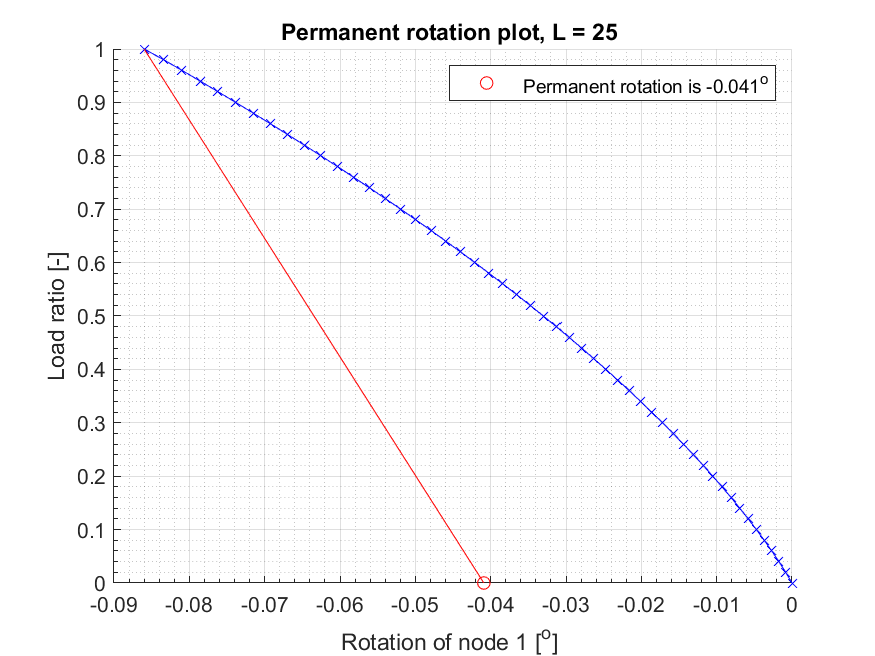 Permanent rotation plot, L = 25
Permanent rotation is -0.041°
Load ratio [-]
1
0.9
0.8
0.7
0.6
0.5
0.4
0.3
0.2
0.1
0
-0.09 -0.08 -0.07 -0.06 -0.05 -0.04 -0.03 -0.02 -0.01 0
Rotation of node 1 [°]